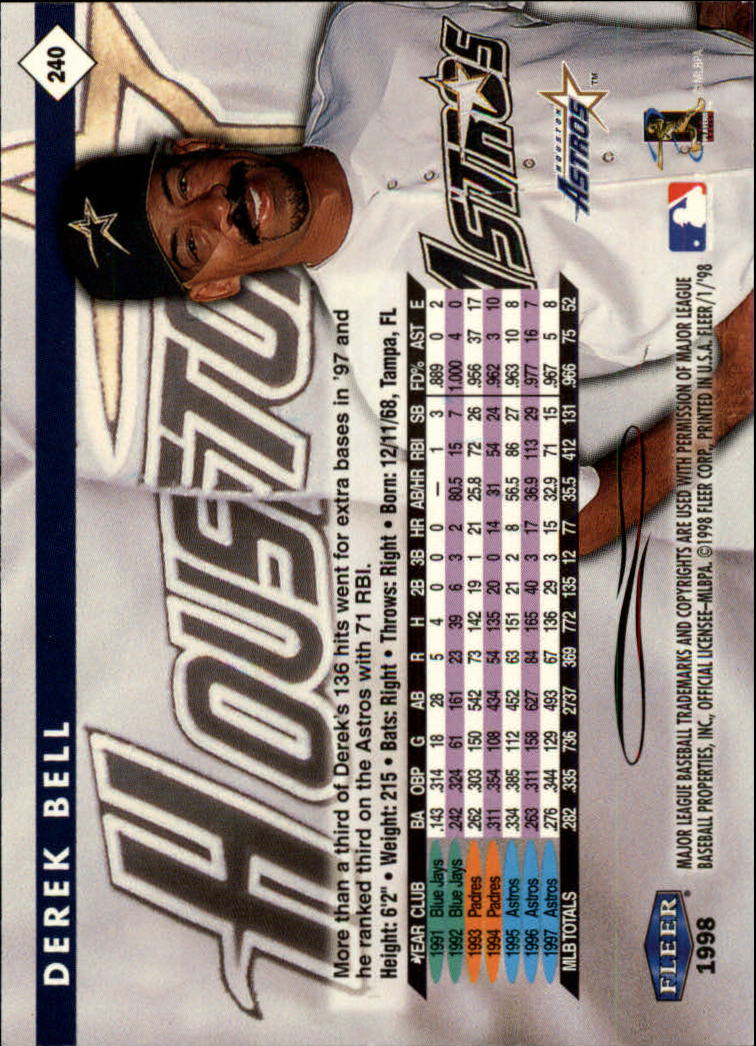 DEREK BELL
240
HOUSTO
ASTROS
More than a third of Derek's 136 hits went for extra bases in '97 and
he ranked third on the Astros with 71 RBI.
Height: 6'2" • Weight: 215 • Bats: Right • Throws: Right • Born: 12/11/68, Tampa, FL
YEAR CLUB BA OBP G AB R H 2B 3B HR AB/HR RBI SB FD% AST E
1991 Blue Jays .143 .314 18 28 5 4 0 0 0 — 1 3 .889 0 2
1992 Blue Jays .242 .324 61 161 23 39 6 3 2 80.5 15 7 1.000 4 0
1993 Padres .262 .303 150 542 73 142 19 1 21 25.8 72 26 .956 37 17
1994 Padres .311 .354 108 434 54 135 20 0 14 31 54 24 .962 3 10
1995 Astros .334 .385 112 452 63 151 21 2 8 56.5 86 27 .963 10 8
1996 Astros .263 .311 158 627 84 165 40 3 17 36.9 113 29 .977 16 7
1997 Astros .276 .344 129 493 67 136 29 3 15 32.9 71 15 .967 5 8
MLB TOTALS .282 .335 736 2737 369 772 135 12 77 35.5 412 131 .966 75 52
HOUSTON
ASTROS™
© MLBPA
FLEER®
1998
MAJOR LEAGUE BASEBALL TRADEMARKS AND COPYRIGHTS ARE USED WITH PERMISSION OF MAJOR LEAGUE
BASEBALL PROPERTIES, INC., OFFICIAL LICENSEE–MLBPA. ©1998 FLEER CORP., PRINTED IN U.S.A. FLEER/1/'98